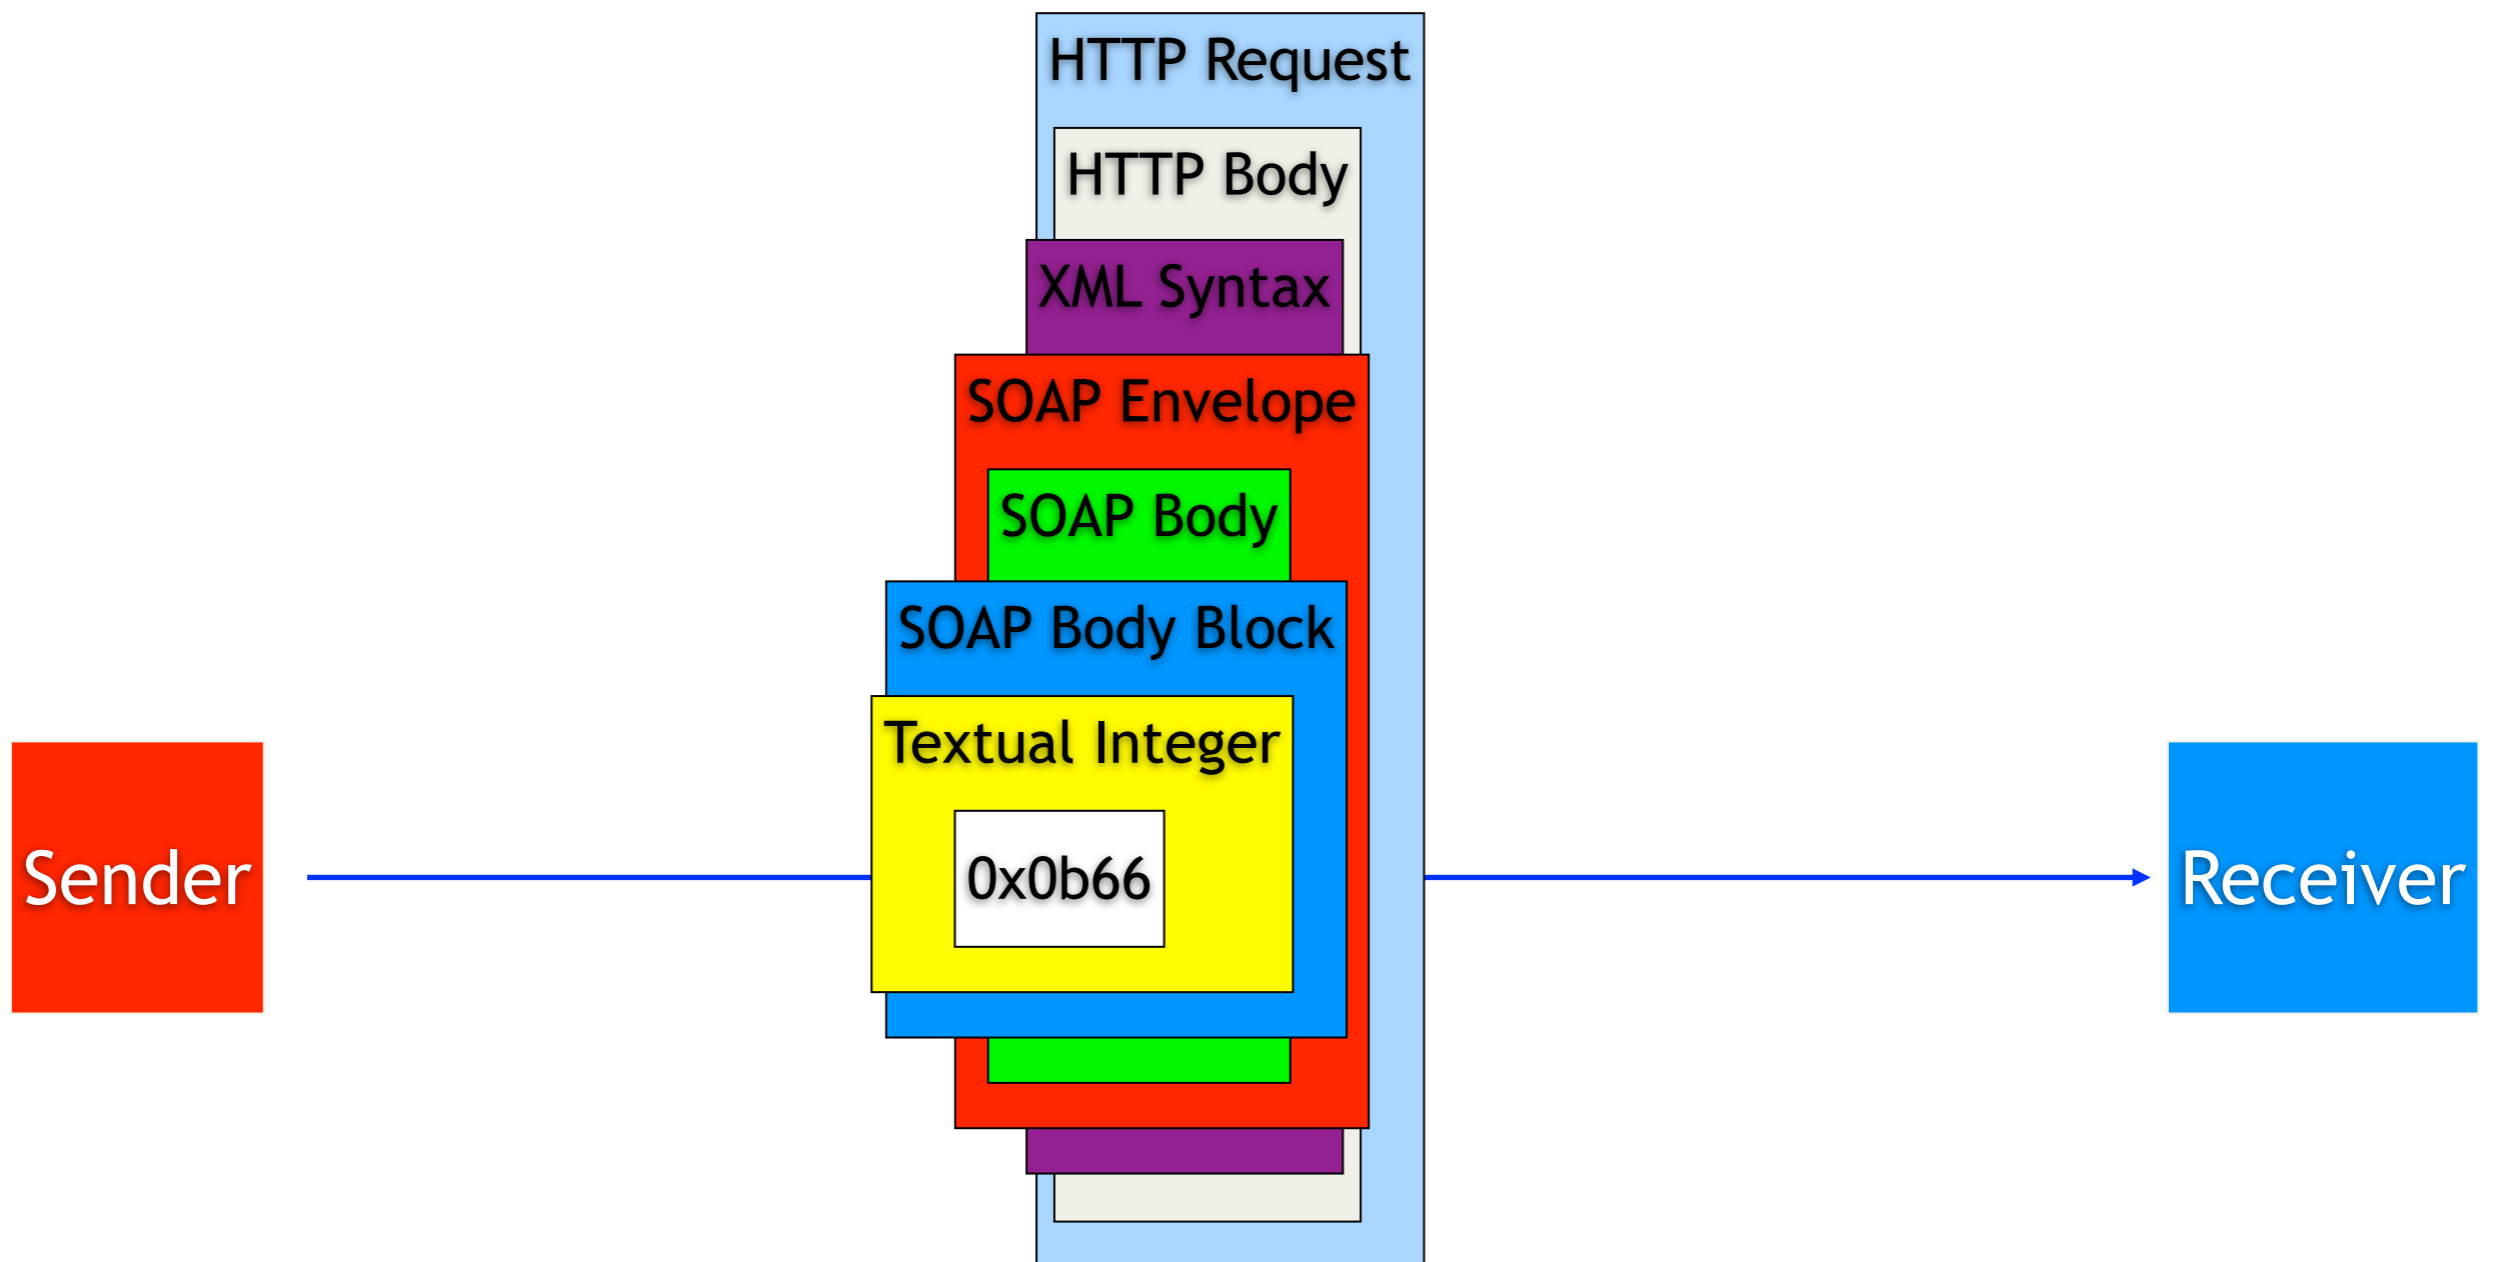 HTTP Request
HTTP Body
XML Syntax
SOAP Envelope
SOAP Body
SOAP Body Block
Textual Integer
Sender
0x0b66
Receiver